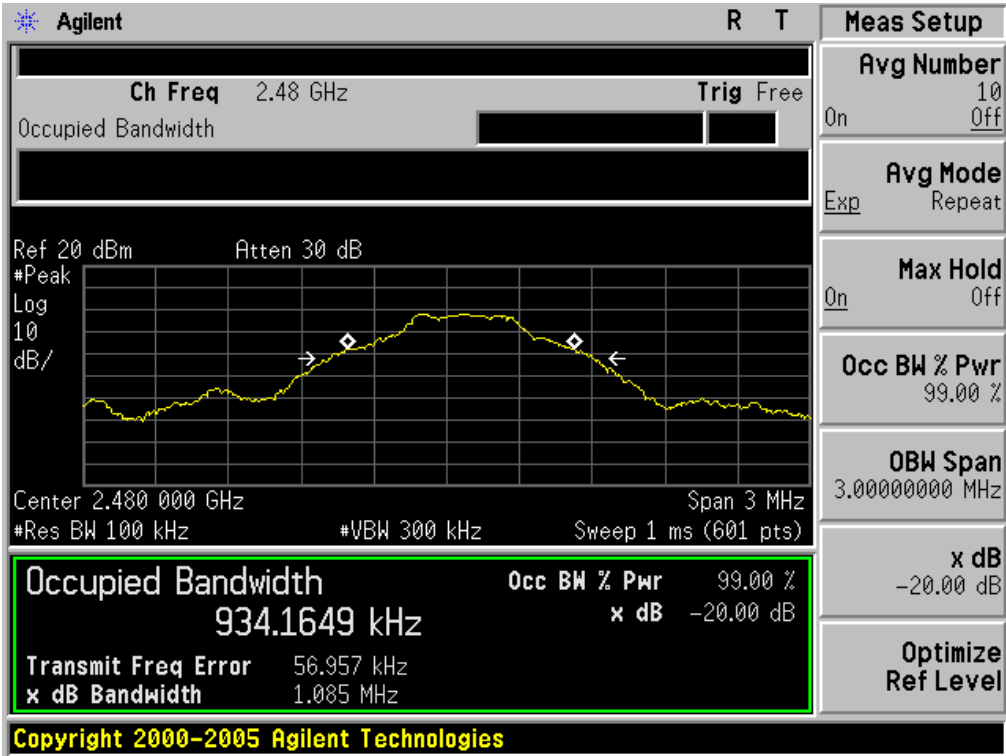 Agilent R T
Ch Freq 2.48 GHz Trig Free
Occupied Bandwidth
Ref 20 dBm Atten 30 dB
#Peak
Log
10
dB/
Center 2.480 000 GHz Span 3 MHz
#Res BW 100 kHz #VBW 300 kHz Sweep 1 ms (601 pts)
Occupied Bandwidth
934.1649 kHz
Occ BW % Pwr 99.00 %
x dB -20.00 dB
Transmit Freq Error 56.957 kHz
x dB Bandwidth 1.085 MHz
Copyright 2000-2005 Agilent Technologies
Meas Setup
Avg Number
10
On Off
Avg Mode
Exp Repeat
Max Hold
On Off
Occ BW % Pwr
99.00 %
OBW Span
3.00000000 MHz
x dB
-20.00 dB
Optimize
Ref Level